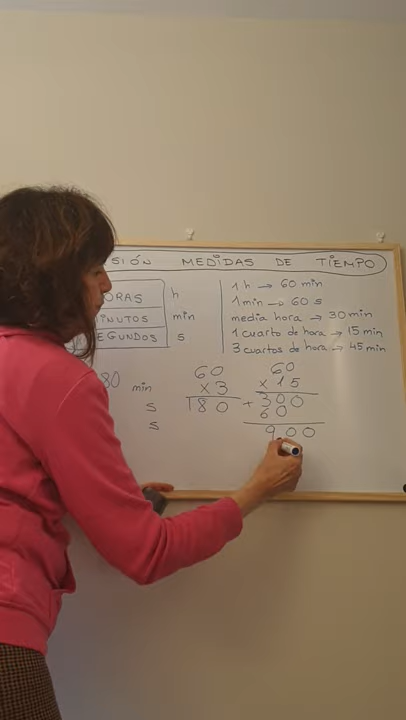 SIÓN MEDIDAS DE TIEMPO
ORAS h
INUTOS min
EGUNDOS s
1 h → 60 min
1 min → 60 s
media hora → 30 min
1 cuarto de hora → 15 min
3 cuartos de hora → 45 min
80 min
s
s
60
x 3
180
60
x 15
+ 300
60
900